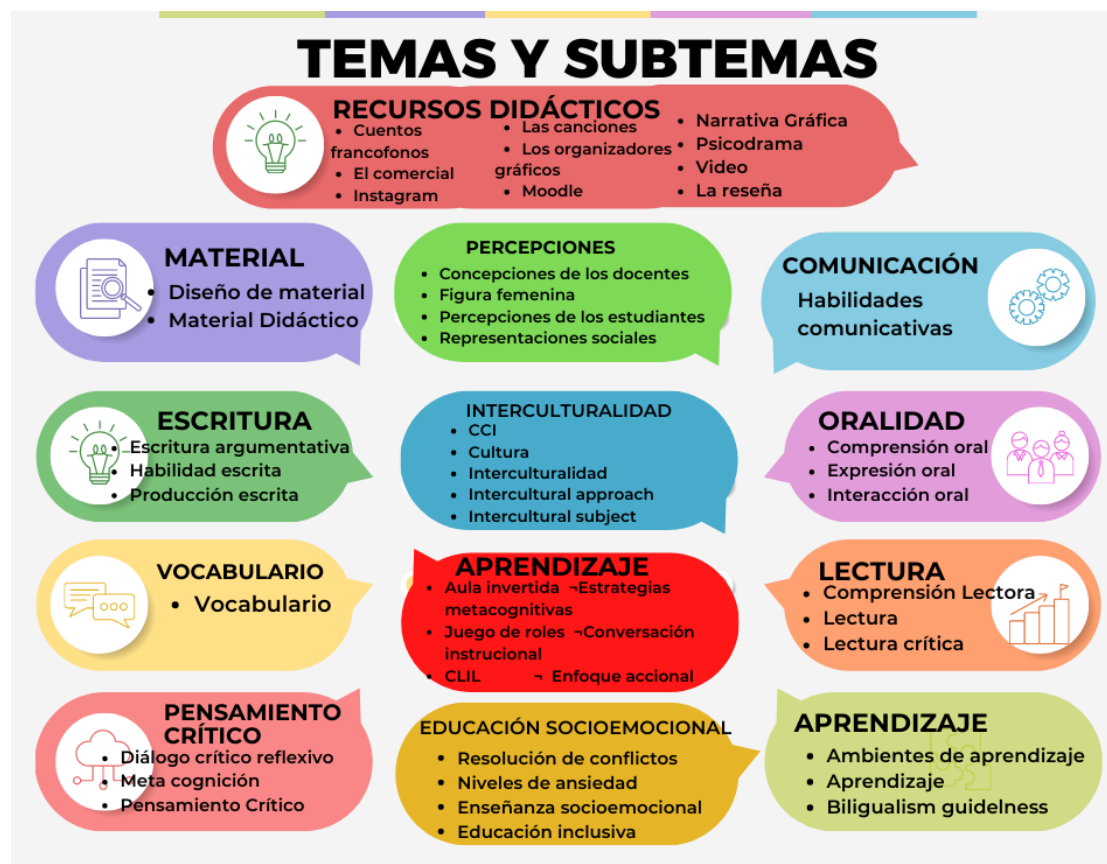 TEMAS Y SUBTEMAS
RECURSOS DIDÁCTICOS
• Cuentos
francofonos
• El comercial
• Instagram
• Las canciones
• Los organizadores
gráficos
• Moodle
• Narrativa Gráfica
• Psicodrama
• Video
• La reseña
MATERIAL
• Diseño de material
• Material Didáctico
PERCEPCIONES
• Concepciones de los docentes
• Figura femenina
• Percepciones de los estudiantes
• Representaciones sociales
COMUNICACIÓN
Habilidades
comunicativas
ESCRITURA
• Escritura argumentativa
• Habilidad escrita
• Producción escrita
INTERCULTURALIDAD
• CCI
• Cultura
• Interculturalidad
• Intercultural approach
• Intercultural subject
ORALIDAD
• Comprensión oral
• Expresión oral
• Interacción oral
VOCABULARIO
• Vocabulario
APRENDIZAJE
• Aula invertida ¬Estrategias
metacognitivas
• Juego de roles ¬Conversación
instrucional
• CLIL ¬ Enfoque accional
LECTURA
• Comprensión Lectora
• Lectura
• Lectura crítica
PENSAMIENTO
CRÍTICO
• Diálogo crítico reflexivo
• Meta cognición
• Pensamiento Crítico
EDUCACIÓN SOCIOEMOCIONAL
• Resolución de conflictos
• Niveles de ansiedad
• Enseñanza socioemocional
• Educación inclusiva
APRENDIZAJE
• Ambientes de aprendizaje
• Aprendizaje
• Biligualism guidelness